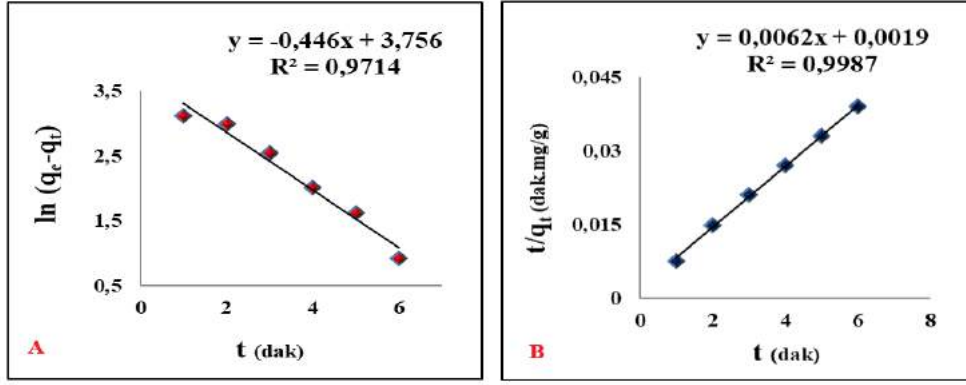 y = -0,446x + 3,756
R² = 0,9714
3,5
2,5
1,5
0,5
ln (qₑ-qₜ)
0
2
4
6
t (dak)
A
y = 0,0062x + 0,0019
R² = 0,9987
0,045
0,03
0,015
0
t/qₜ (dak.mg/g)
0
2
4
6
8
t (dak)
B